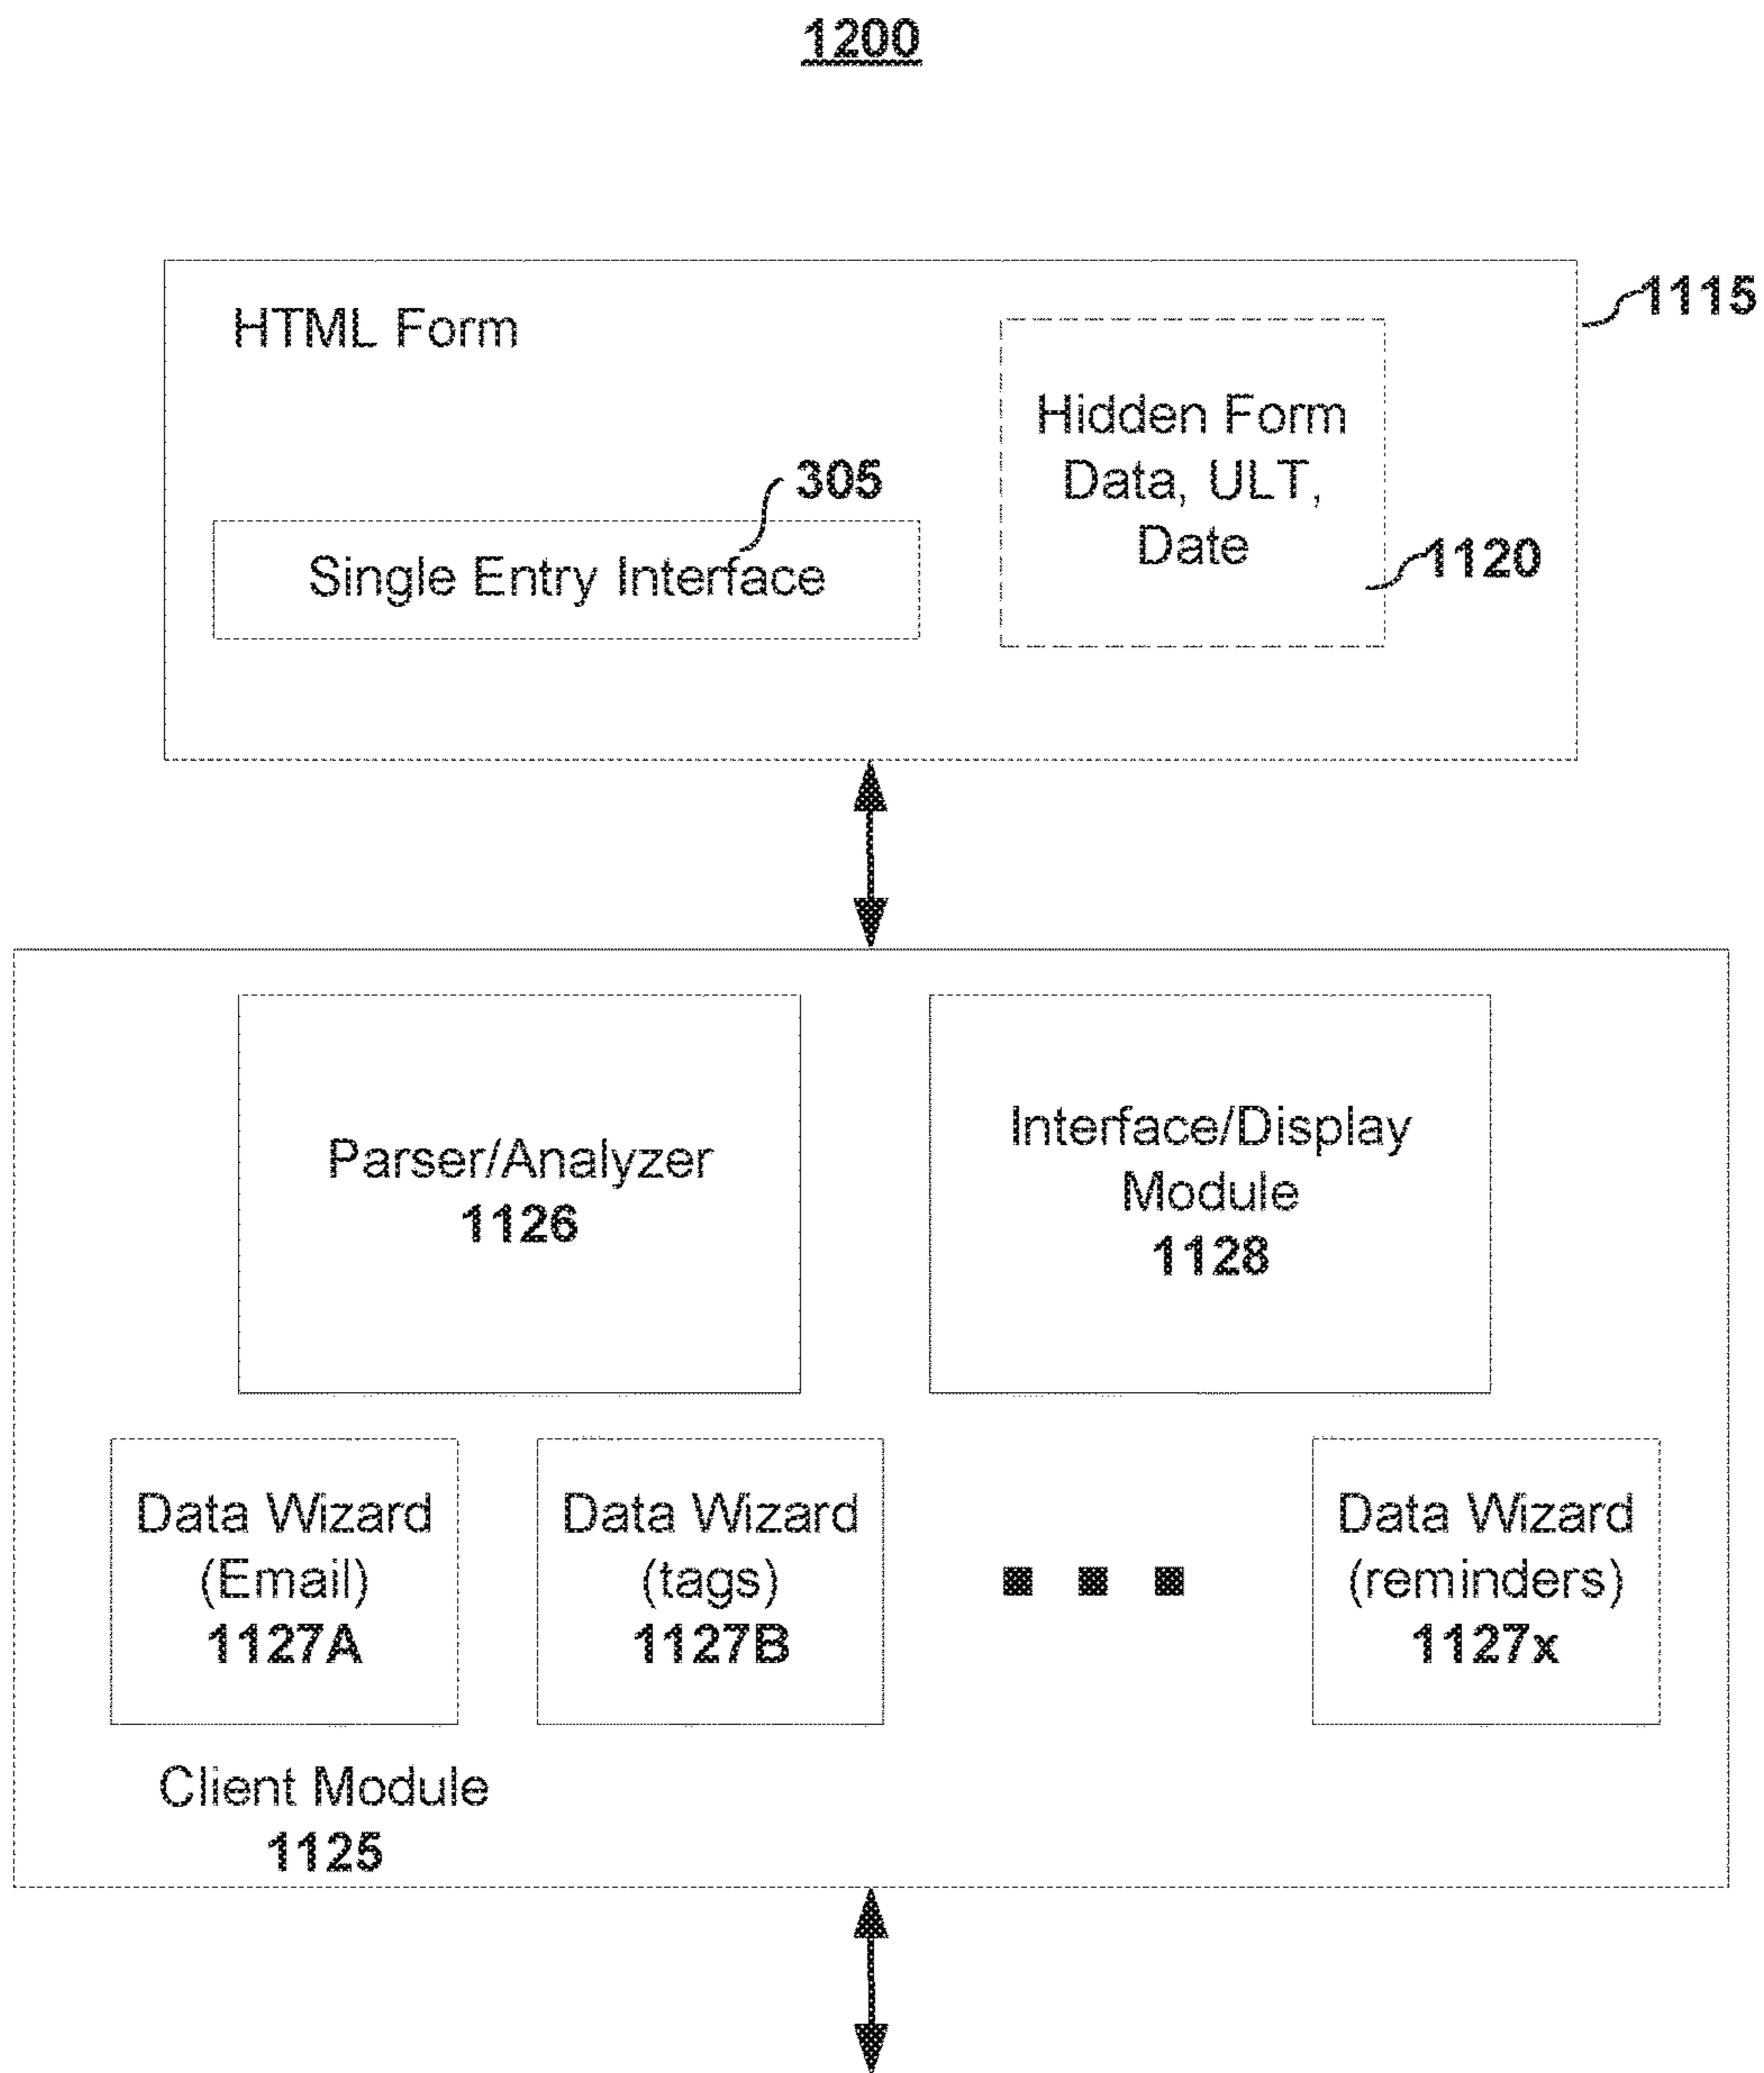 1200
HTML Form
1115
Hidden Form
Data, ULT,
Date
1120
305
Single Entry Interface
Parser/Analyzer
1126
Interface/Display
Module
1128
Data Wizard
(Email)
1127A
Data Wizard
(tags)
1127B
Data Wizard
(reminders)
1127x
Client Module
1125